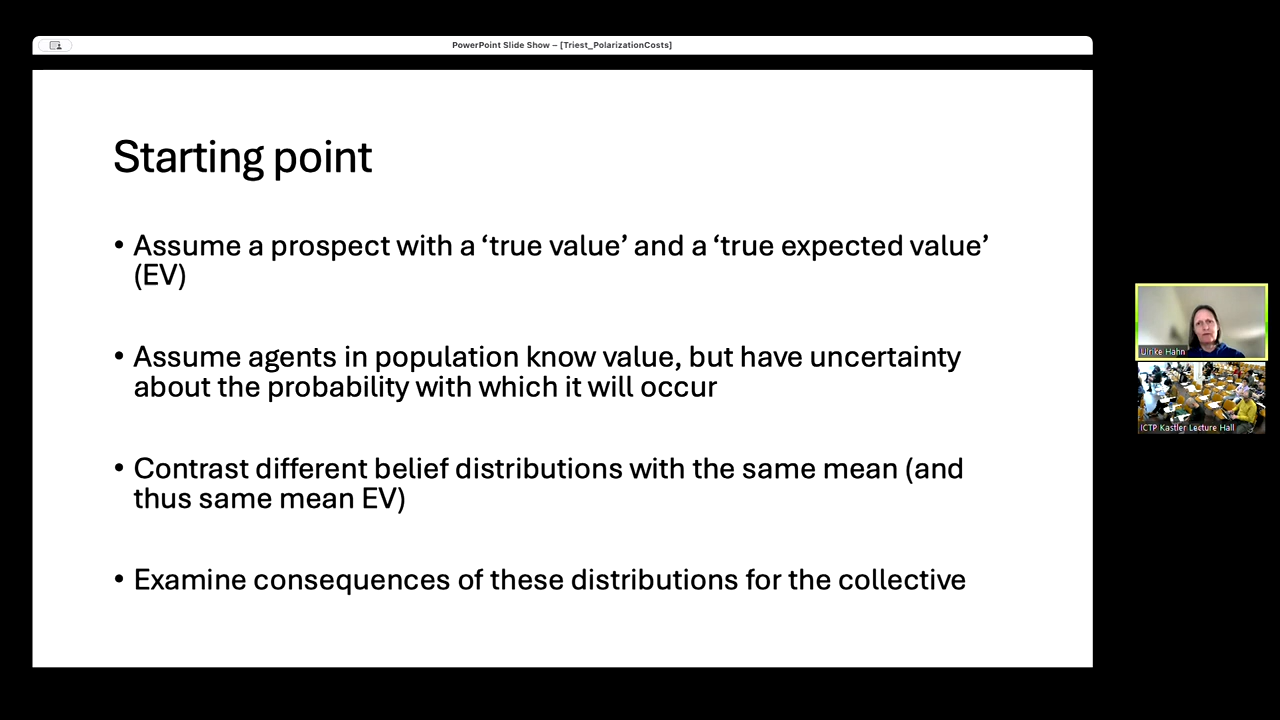 PowerPoint Slide Show – [Triest_PolarizationCosts]
Starting point
• Assume a prospect with a ‘true value’ and a ‘true expected value’
(EV)
• Assume agents in population know value, but have uncertainty
about the probability with which it will occur
• Contrast different belief distributions with the same mean (and
thus same mean EV)
• Examine consequences of these distributions for the collective
Ulrike Hahn
ICTP Kastler Lecture Hall